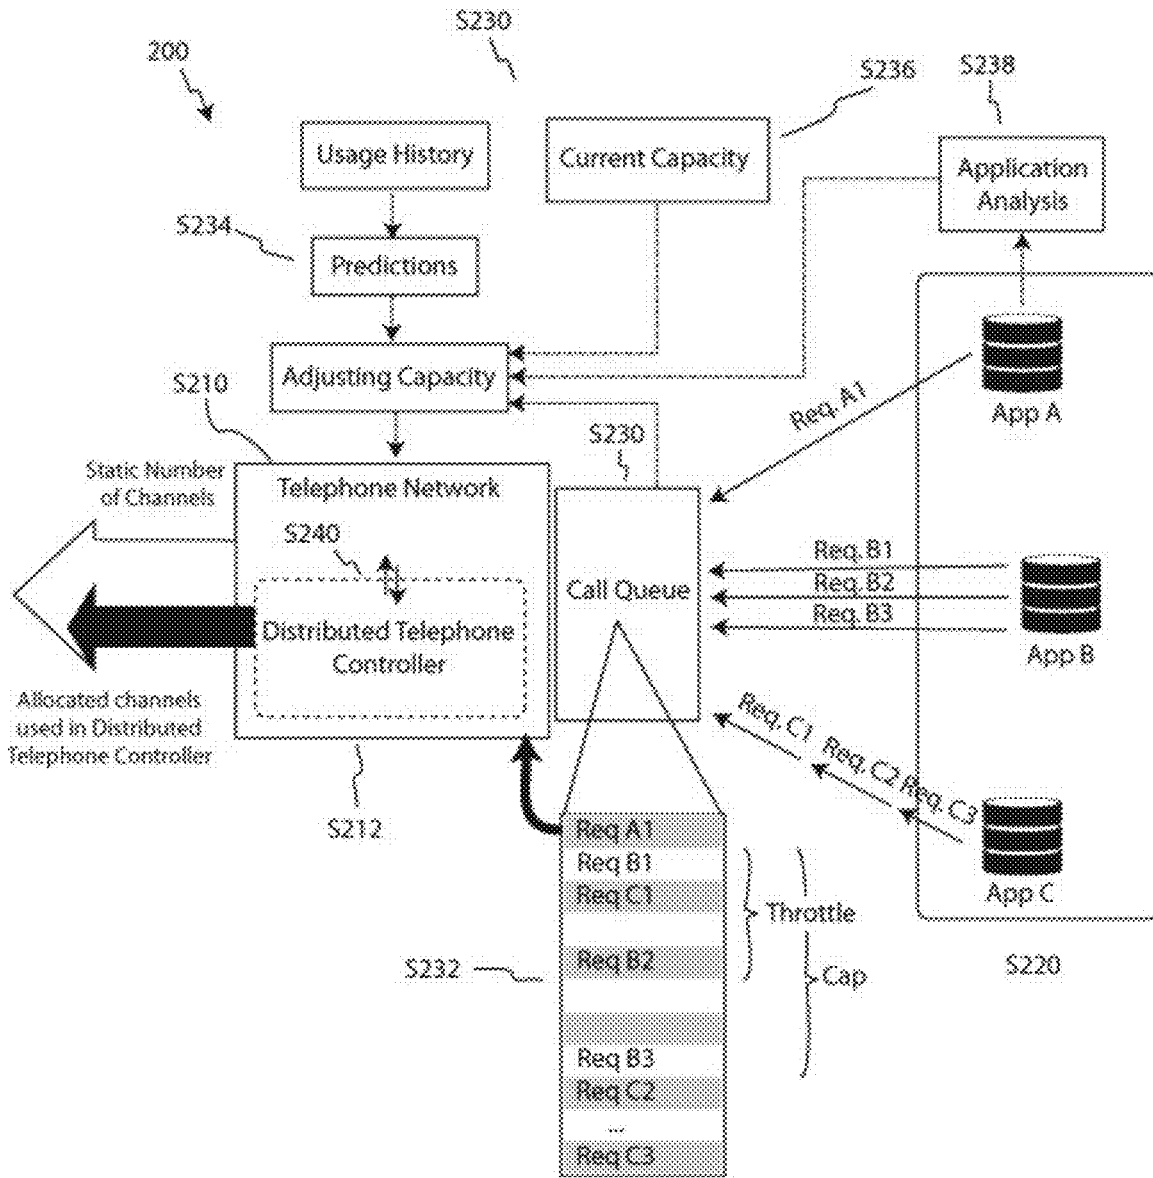 S230
200
S236
S238
Usage History
Current Capacity
Application
Analysis
S234
Predictions
S210
Adjusting Capacity
Req. A1
App A
S230
Static Number
of Channels
Telephone Network
S240
Call Queue
Req. B1
Req. B2
Req. B3
App B
Distributed Telephone
Controller
Allocated channels
used in Distributed
Telephone Controller
Req. C1
Req. C2
Req. C3
S212
App C
Req A1
Req B1
Req C1
Throttle
S232
Req B2
Cap
S220
Req B3
Req C2
...
Req C3